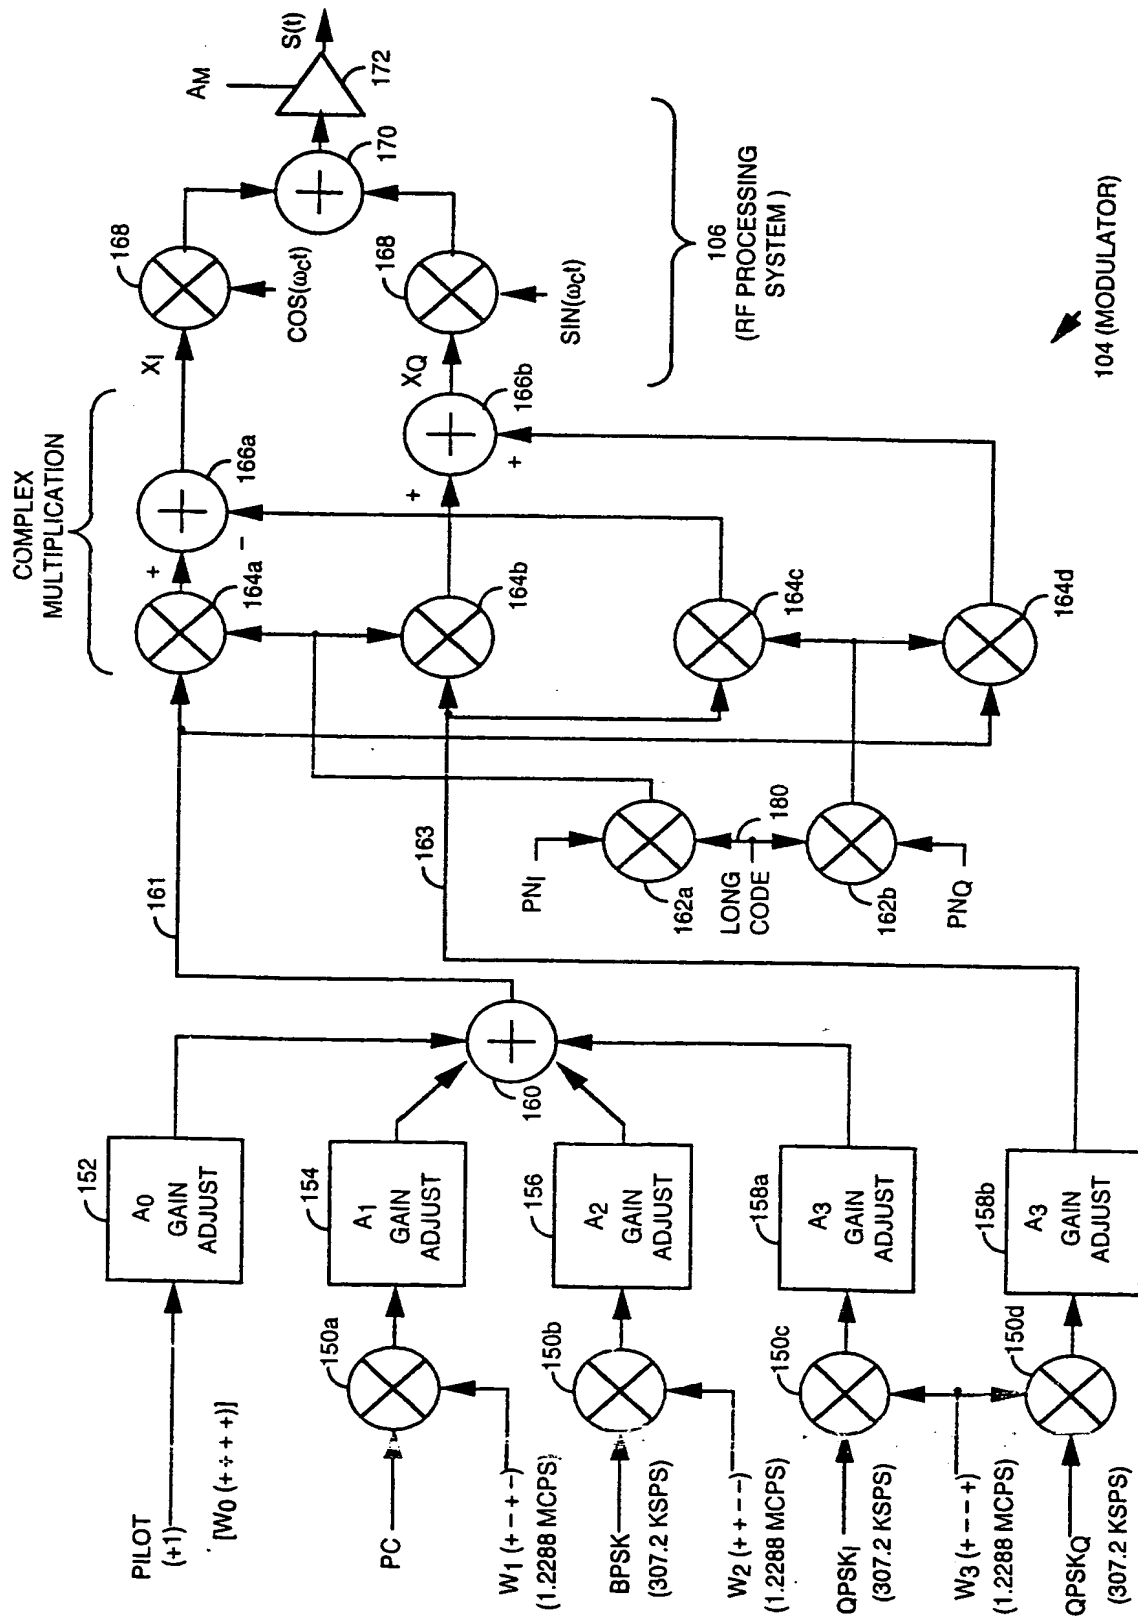 PILOT
(+1)
[W0 (+ + + +)]
152
A0
GAIN
ADJUST
PC
W1 (+ – + –)
(1.2288 MCPS)
150a
154
A1
GAIN
ADJUST
BPSK
(307.2 KSPS)
W2 (+ + – –)
(1.2288 MCPS)
150b
156
A2
GAIN
ADJUST
QPSKI
(307.2 KSPS)
W3 (+ – – +)
(1.2288 MCPS)
150c
158a
A3
GAIN
ADJUST
QPSKQ
(307.2 KSPS)
150d
158b
A3
GAIN
ADJUST
160
161
163
PNI
162a
LONG
CODE
180
162b
PNQ
COMPLEX
MULTIPLICATION
164a
+
–
166a
XI
164b
+
+
166b
XQ
164c
164d
168
COS(ωct)
168
SIN(ωct)
170
AM
172
S(t)
106
(RF PROCESSING
SYSTEM )
104 (MODULATOR)